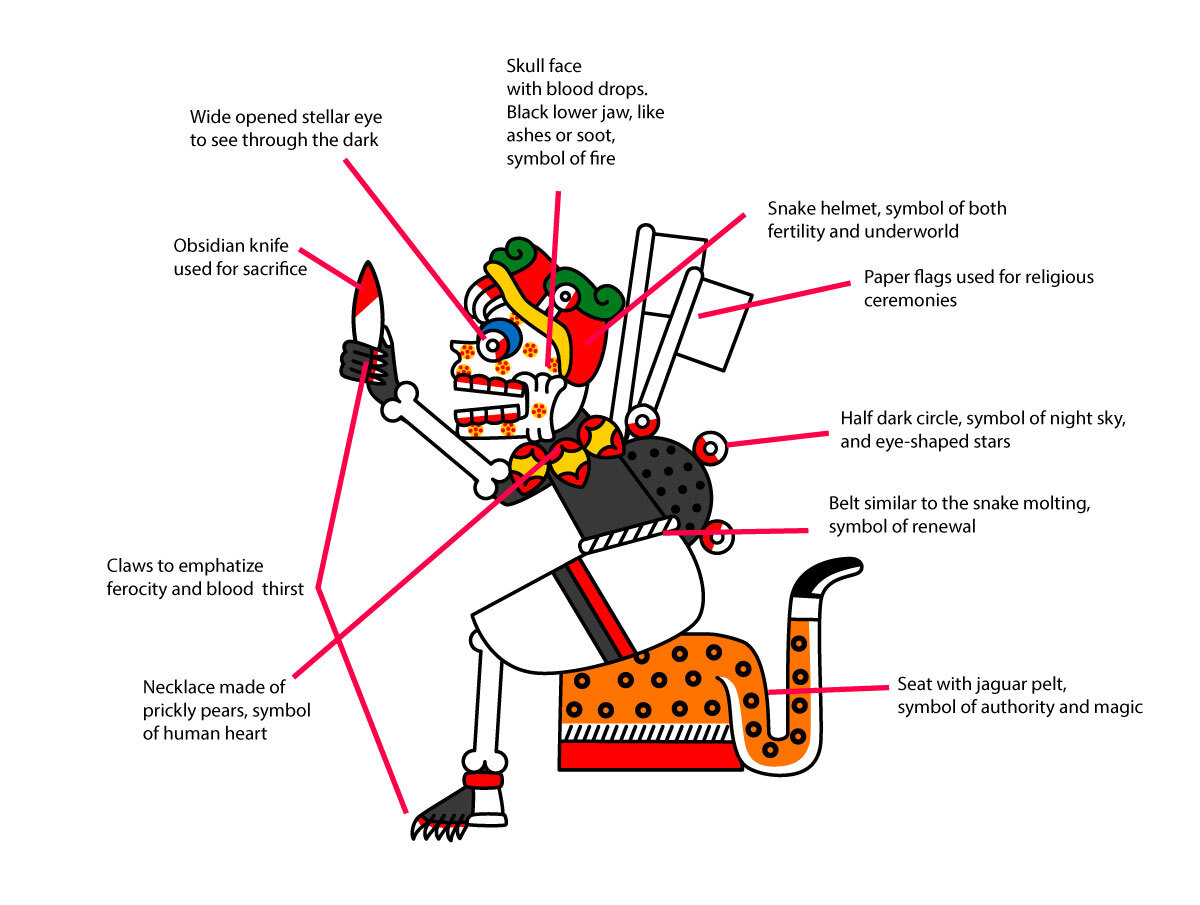 Skull face
with blood drops.
Black lower jaw, like
ashes or soot,
symbol of fire
Wide opened stellar eye
to see through the dark
Snake helmet, symbol of both
fertility and underworld
Obsidian knife
used for sacrifice
Paper flags used for religious
ceremonies
Half dark circle, symbol of night sky,
and eye-shaped stars
Belt similar to the snake molting,
symbol of renewal
Claws to emphatize
ferocity and blood  thirst
Necklace made of
prickly pears, symbol
of human heart
Seat with jaguar pelt,
symbol of authority and magic